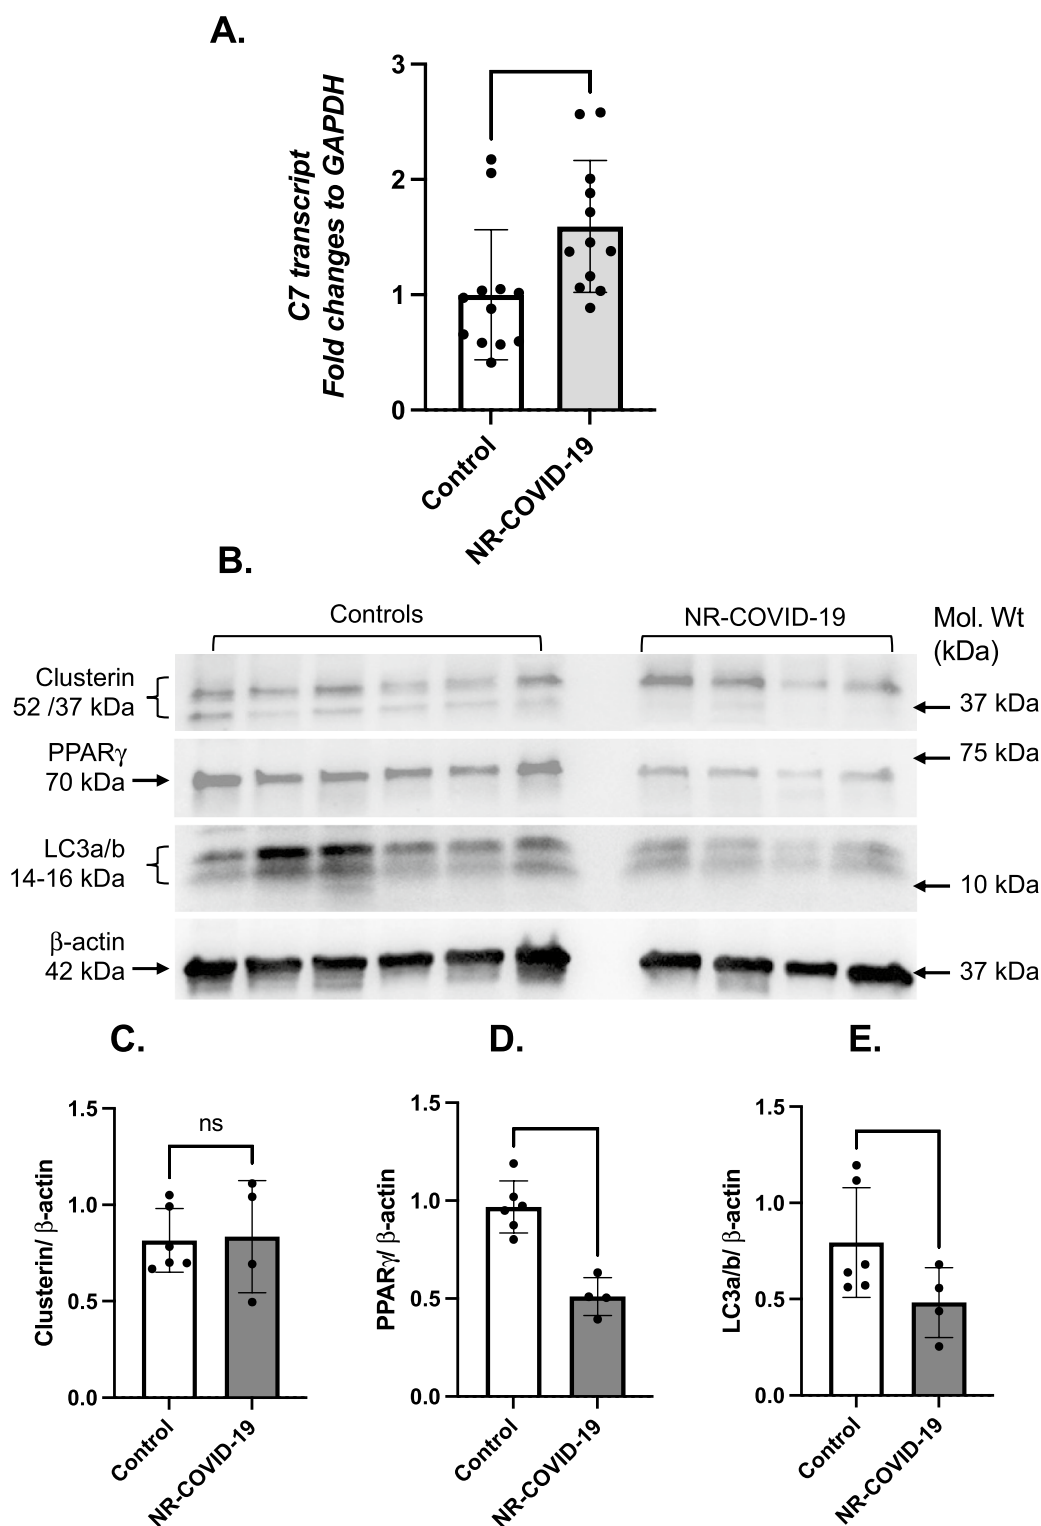 A.
3
2
1
0
C7 transcript
Fold changes to GAPDH
Control
NR-COVID-19
B.
Controls
NR-COVID-19
Mol. Wt
(kDa)
Clusterin
52 /37 kDa
37 kDa
PPARγ
70 kDa
75 kDa
LC3a/b
14-16 kDa
10 kDa
β-actin
42 kDa
37 kDa
C.
1.5
1.0
0.5
0.0
Clusterin/ β-actin
ns
Control
NR-COVID-19
D.
1.5
1.0
0.5
0.0
PPARγ/ β-actin
Control
NR-COVID-19
E.
1.5
1.0
0.5
0.0
LC3a/b/ β-actin
Control
NR-COVID-19